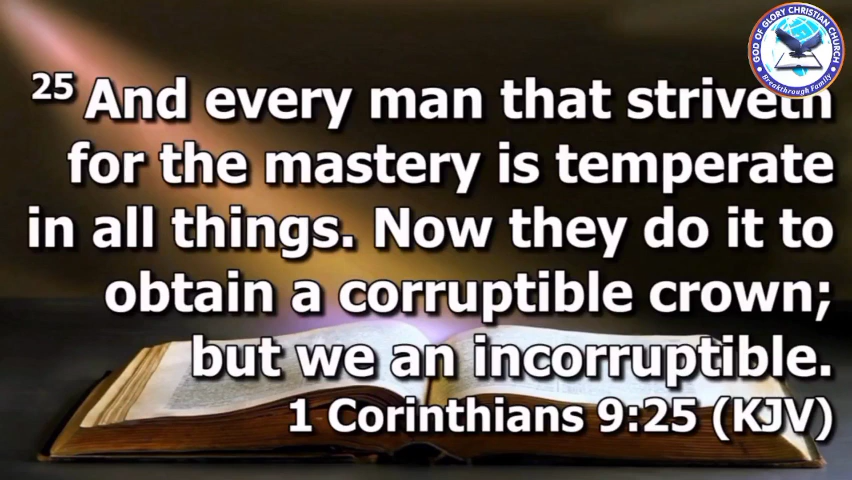 25 And every man that striveth
for the mastery is temperate
in all things. Now they do it to
obtain a corruptible crown;
but we an incorruptible.
1 Corinthians 9:25 (KJV)
GOD OF GLORY CHRISTIAN CHURCH
Breakthrough Family